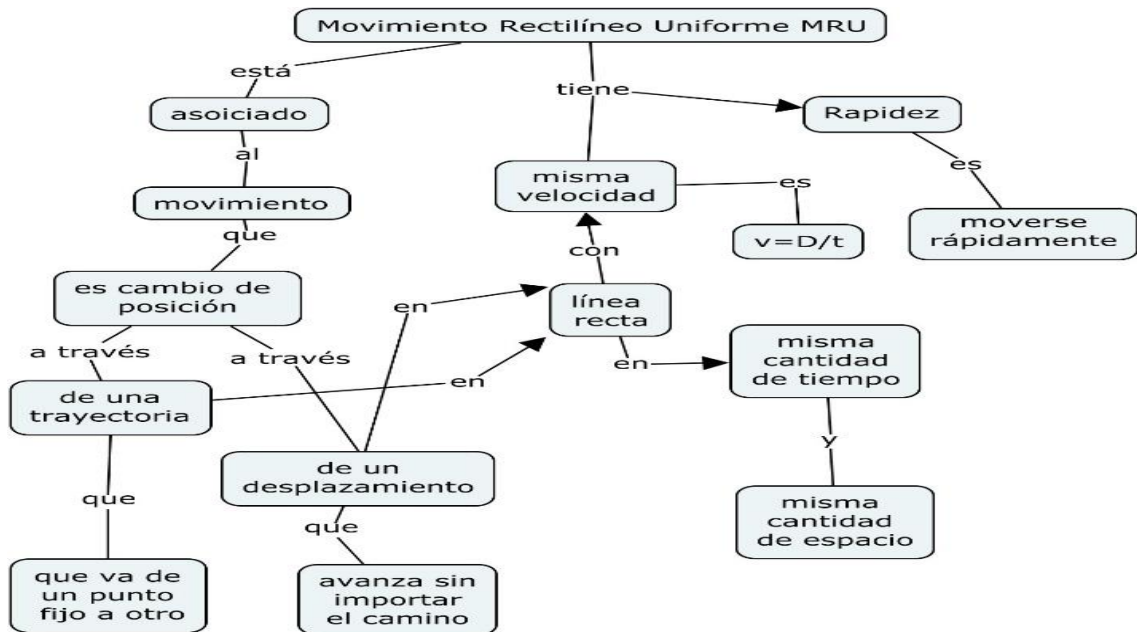 Movimiento Rectilíneo Uniforme MRU
está
tiene
asoiciado
Rapidez
al
es
misma
velocidad
es
movimiento
moverse
rápidamente
que
v=D/t
con
es cambio de
posición
en
línea
recta
a través
a través
en
en
misma
cantidad
de tiempo
de una
trayectoria
y
de un
desplazamiento
que
que
misma
cantidad
de espacio
que va de
un punto
fijo a otro
avanza sin
importar
el camino